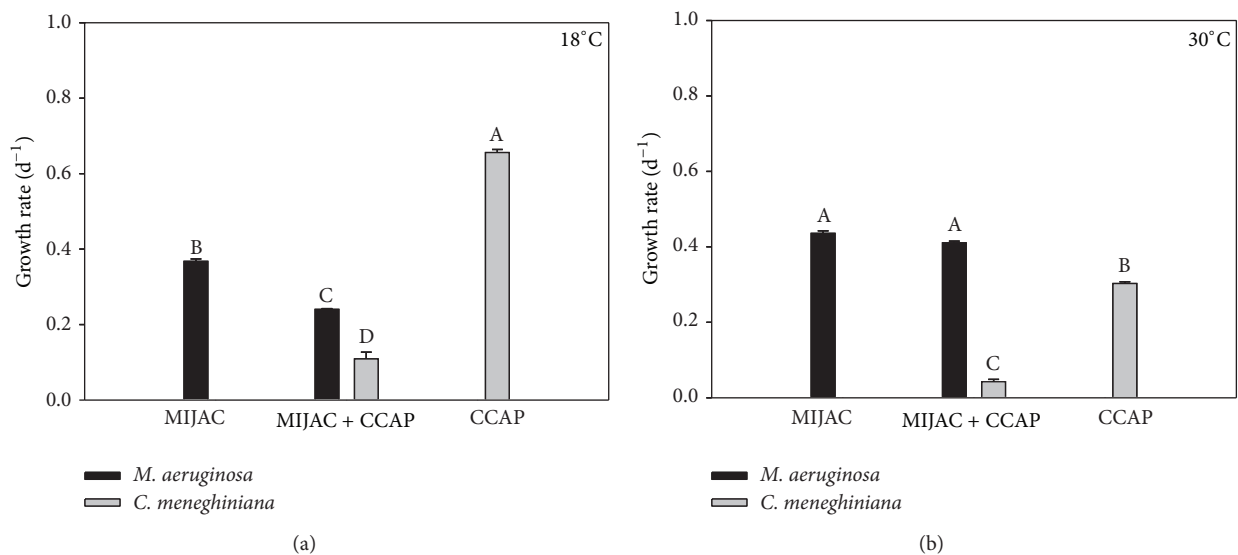 1.0
0.8
0.6
0.4
0.2
0.0
Growth rate (d⁻¹)
18°C
B
C
D
A
MIJAC
MIJAC + CCAP
CCAP
M. aeruginosa
C. meneghiniana
(a)
1.0
0.8
0.6
0.4
0.2
0.0
Growth rate (d⁻¹)
30°C
A
A
C
B
MIJAC
MIJAC + CCAP
CCAP
M. aeruginosa
C. meneghiniana
(b)